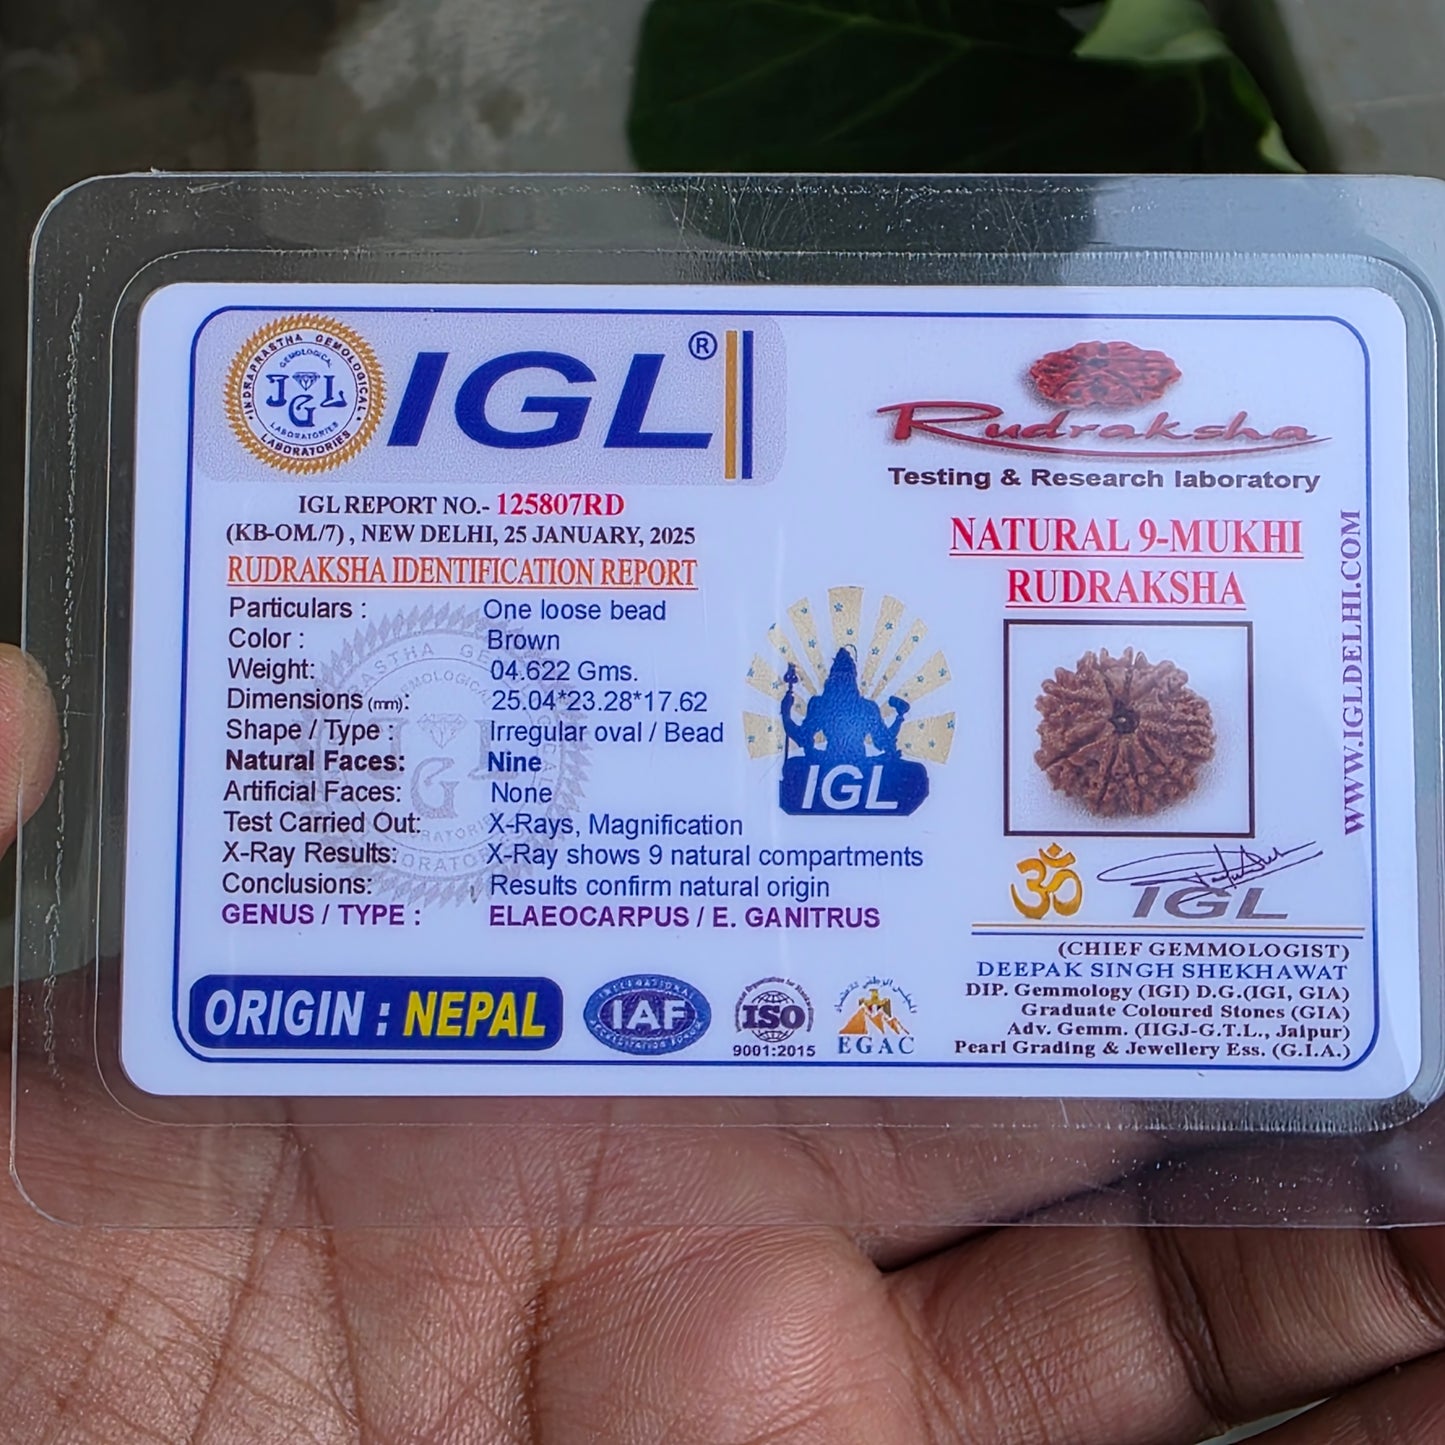 INDRAPRASTHA GEMOLOGICAL
LABORATORIES
GEMOLOGICAL
IGL
LABORATORIES
IGL®
IGL REPORT NO.- 125807RD
(KB-OM./7) , NEW DELHI, 25 JANUARY, 2025
RUDRAKSHA IDENTIFICATION REPORT
Particulars : One loose bead
Color : Brown
Weight: 04.622 Gms.
Dimensions (mm): 25.04*23.28*17.62
Shape / Type : Irregular oval / Bead
Natural Faces: Nine
Artificial Faces: None
Test Carried Out: X-Rays, Magnification
X-Ray Results: X-Ray shows 9 natural compartments
Conclusions: Results confirm natural origin
GENUS / TYPE : ELAEOCARPUS / E. GANITRUS
ORIGIN : NEPAL
IAF
ISO
9001:2015
EGAC
IGL
Rudraksha
Testing & Research laboratory
NATURAL 9-MUKHI
RUDRAKSHA
WWW.IGLDELHI.COM
ॐ
IGL
(CHIEF GEMMOLOGIST)
DEEPAK SINGH SHEKHAWAT
DIP. Gemmology (IGI) D.G.(IGI, GIA)
Graduate Coloured Stones (GIA)
Adv. Gemm. (IIGJ-G.T.L., Jaipur)
Pearl Grading & Jewellery Ess. (G.I.A.)